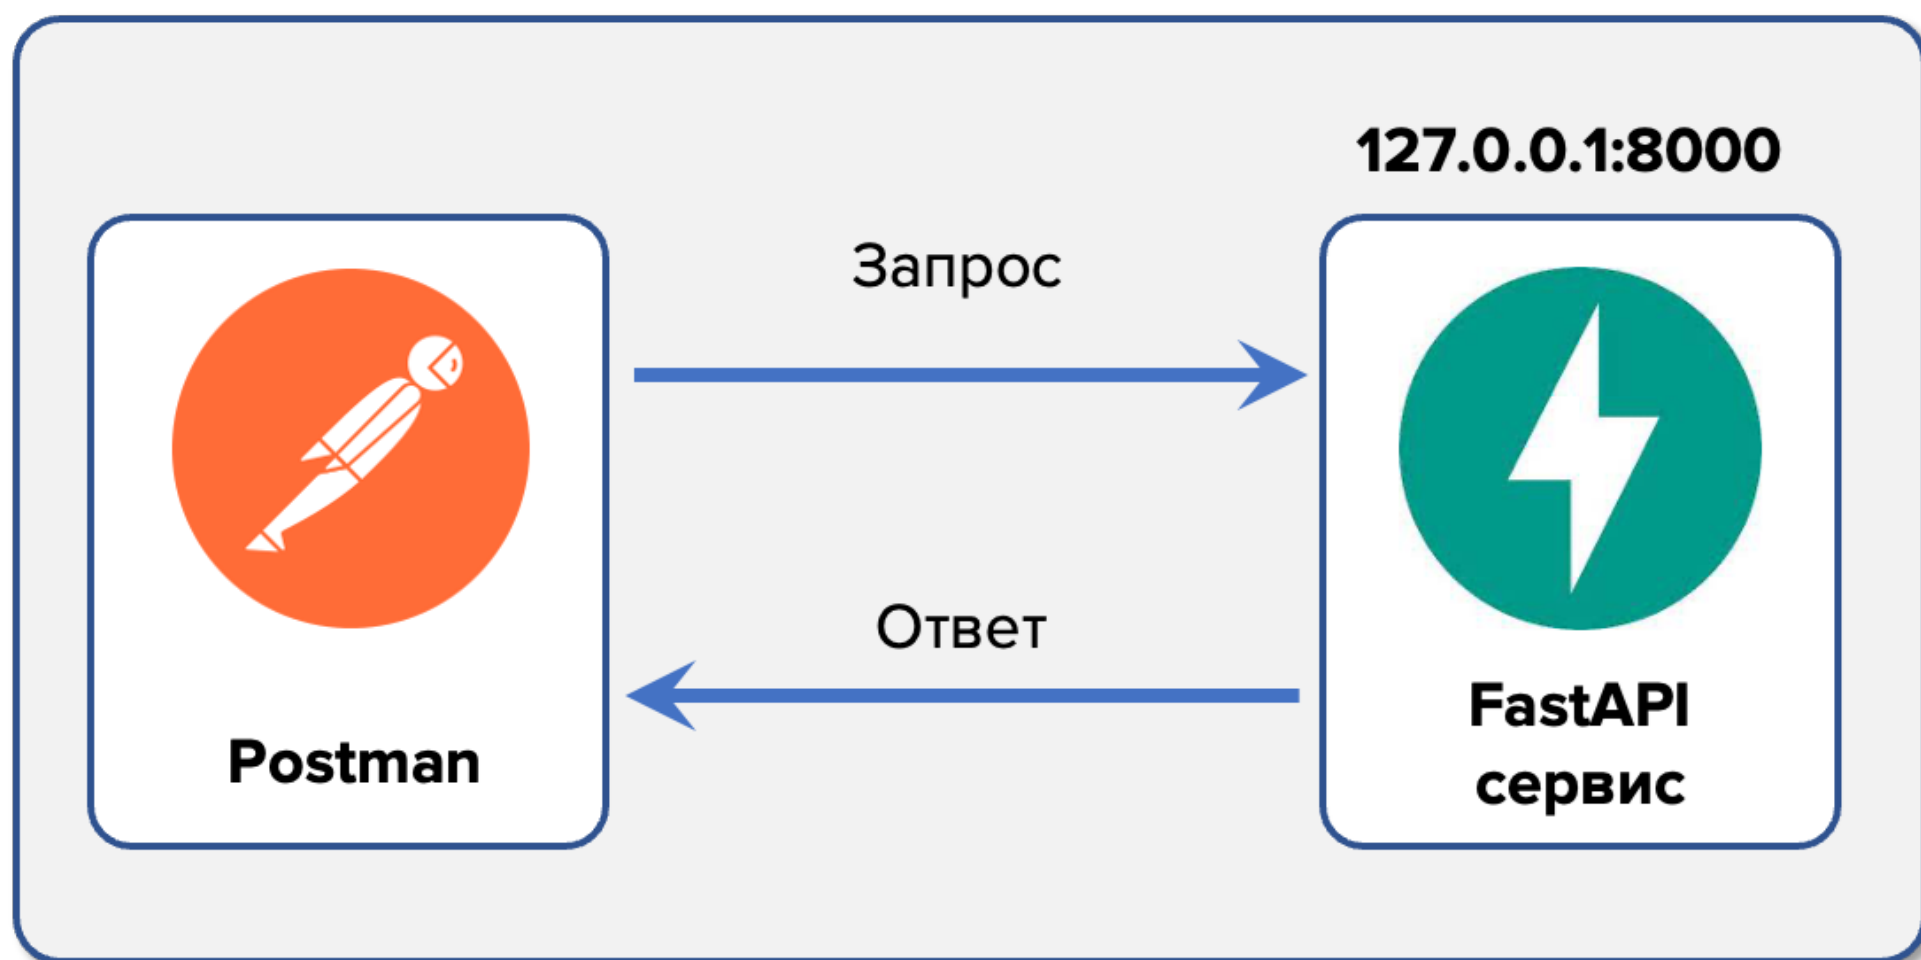 127.0.0.1:8000
Запрос
Ответ
Postman
FastAPI
сервис